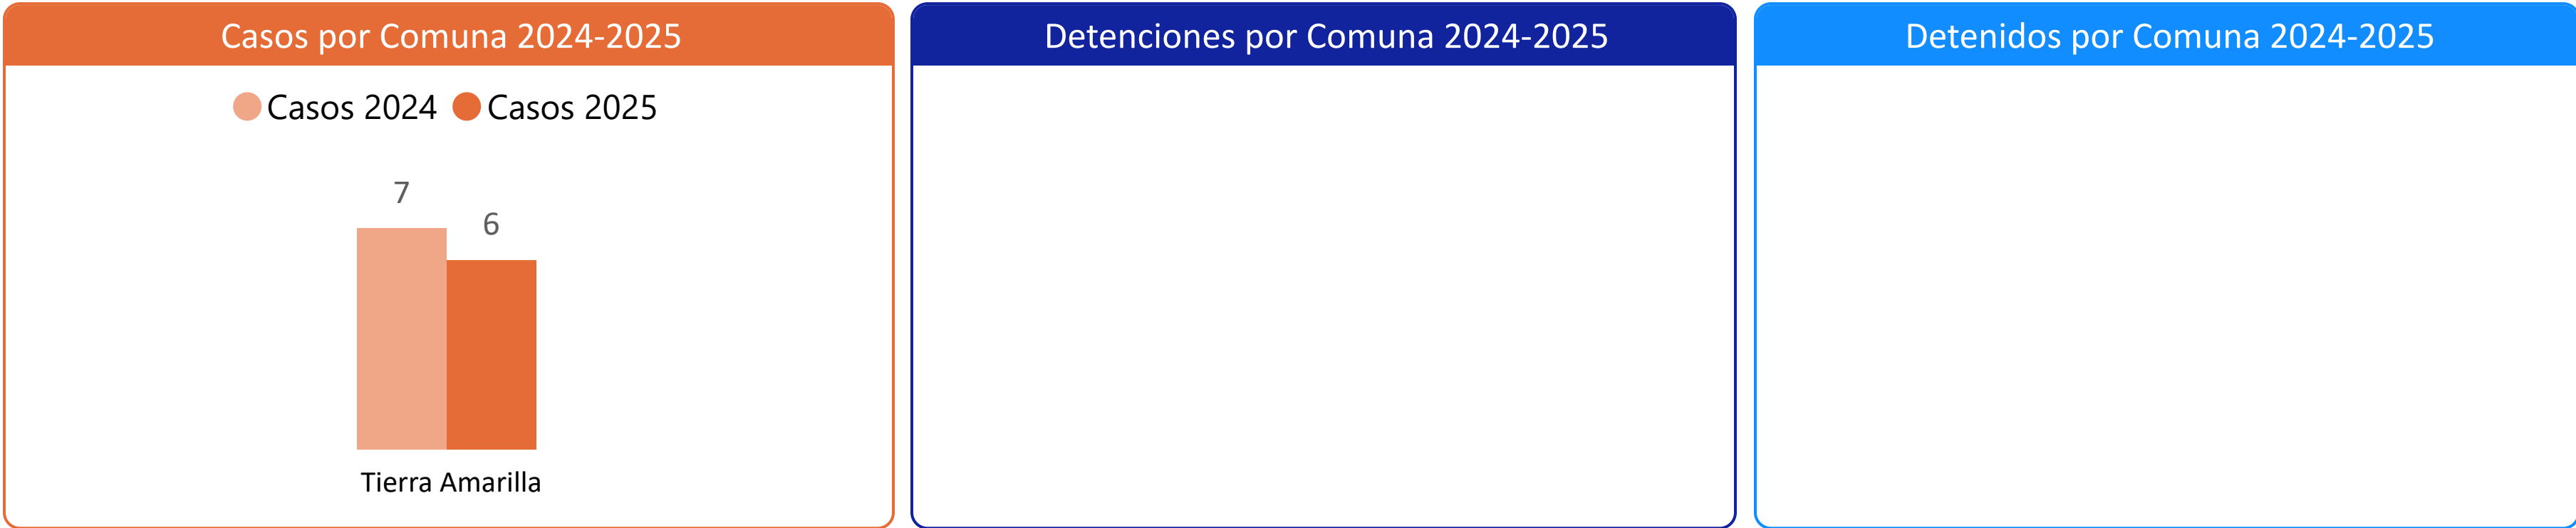 Casos por Comuna 2024-2025
Casos 2024 Casos 2025
7
6
Tierra Amarilla
Detenciones por Comuna 2024-2025
Detenidos por Comuna 2024-2025